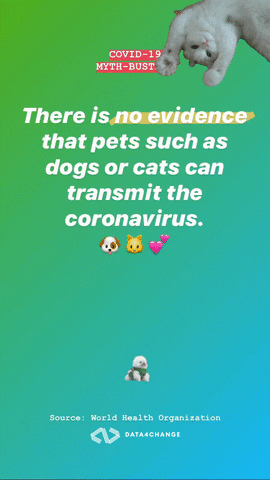 COVID-19
MYTH-BUST
There is no evidence
that pets such as
dogs or cats can
transmit the
coronavirus.
Source: World Health Organization
DATA4CHANGE